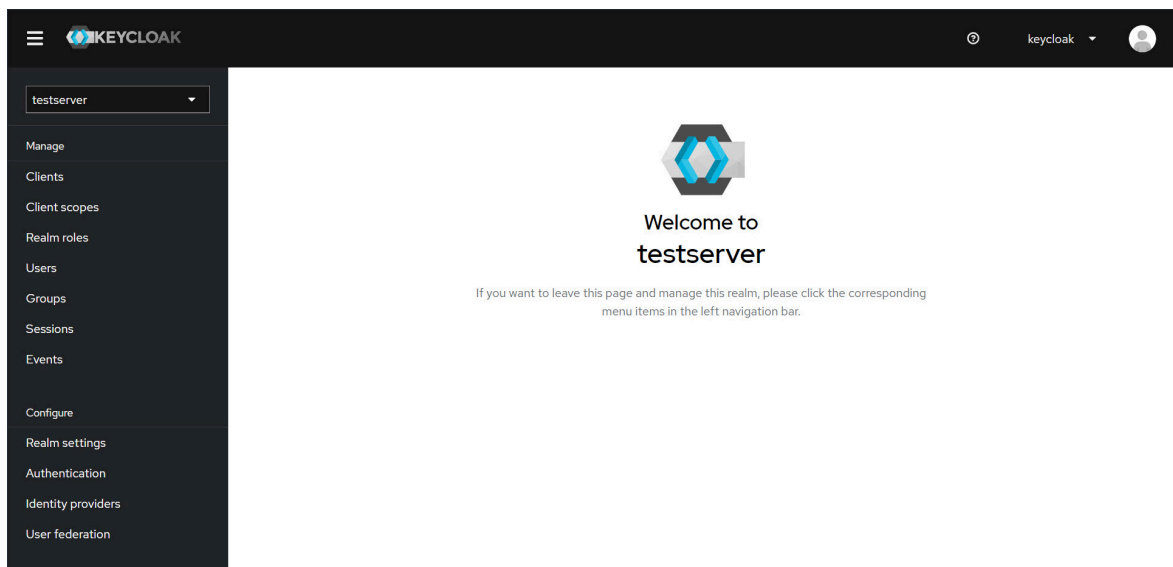 KEYCLOAK
keycloak
testserver
Manage
Clients
Client scopes
Realm roles
Users
Groups
Sessions
Events
Configure
Realm settings
Authentication
Identity providers
User federation
Welcome to
testserver
If you want to leave this page and manage this realm, please click the corresponding
menu items in the left navigation bar.